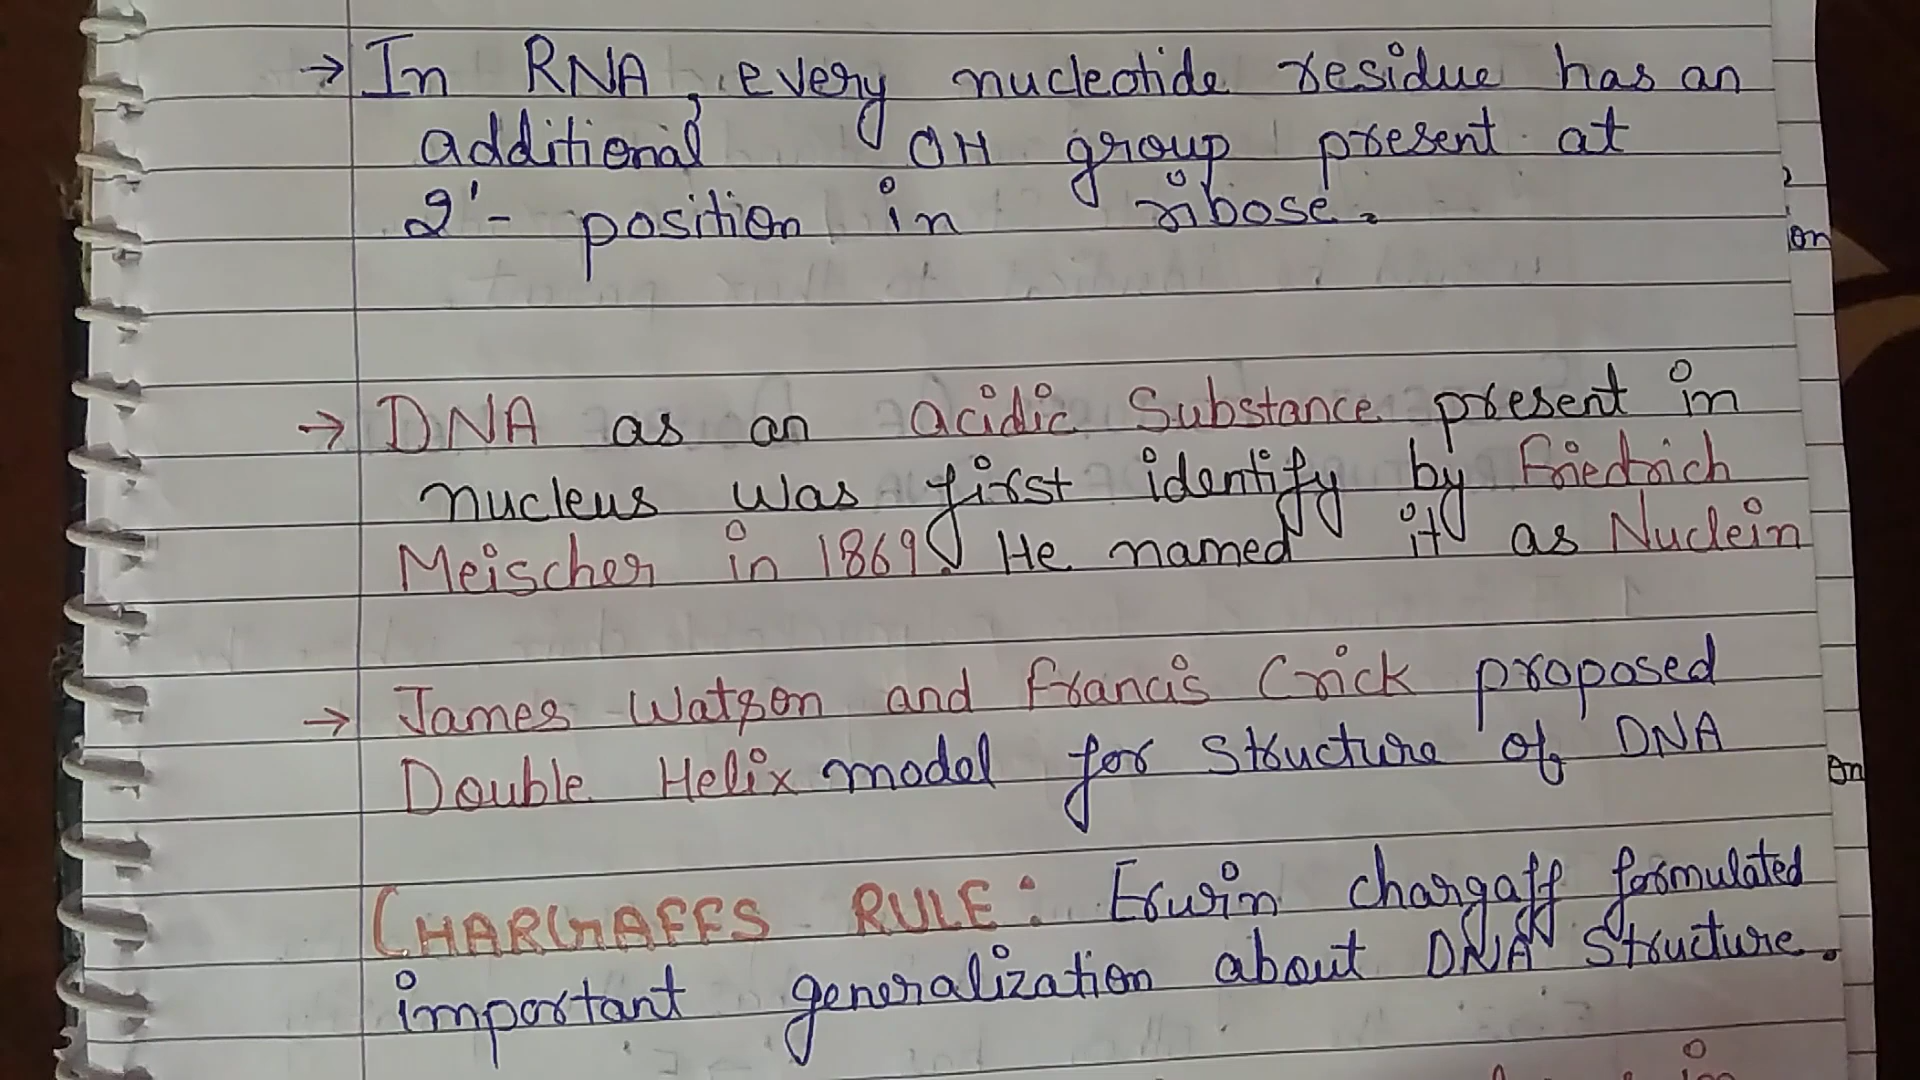 → In RNA, every nucleotide residue has an
additional OH group present at
2'- position in ribose.
→ DNA as an acidic Substance present in
nucleus was first identify by Friedrich
Meischer in 1869. He named it as Nuclein
→ James Watson and Francis Crick proposed
Double Helix model for structure of DNA
CHARGAFFS RULE: Erwin chargaff formulated
important generalization about DNA structure.
on
on